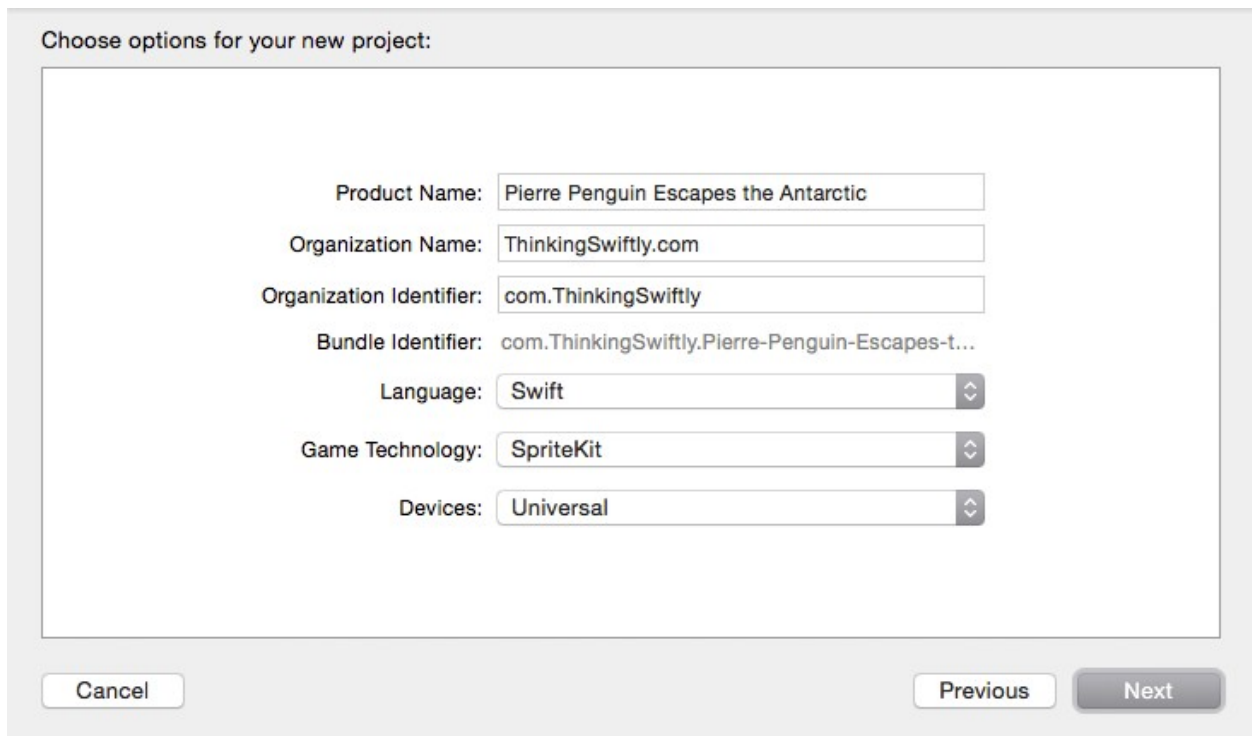 Choose options for your new project:
Product Name: Pierre Penguin Escapes the Antarctic
Organization Name: ThinkingSwiftly.com
Organization Identifier: com.ThinkingSwiftly
Bundle Identifier: com.ThinkingSwiftly.Pierre-Penguin-Escapes-t...
Language: Swift
Game Technology: SpriteKit
Devices: Universal
Cancel Previous Next